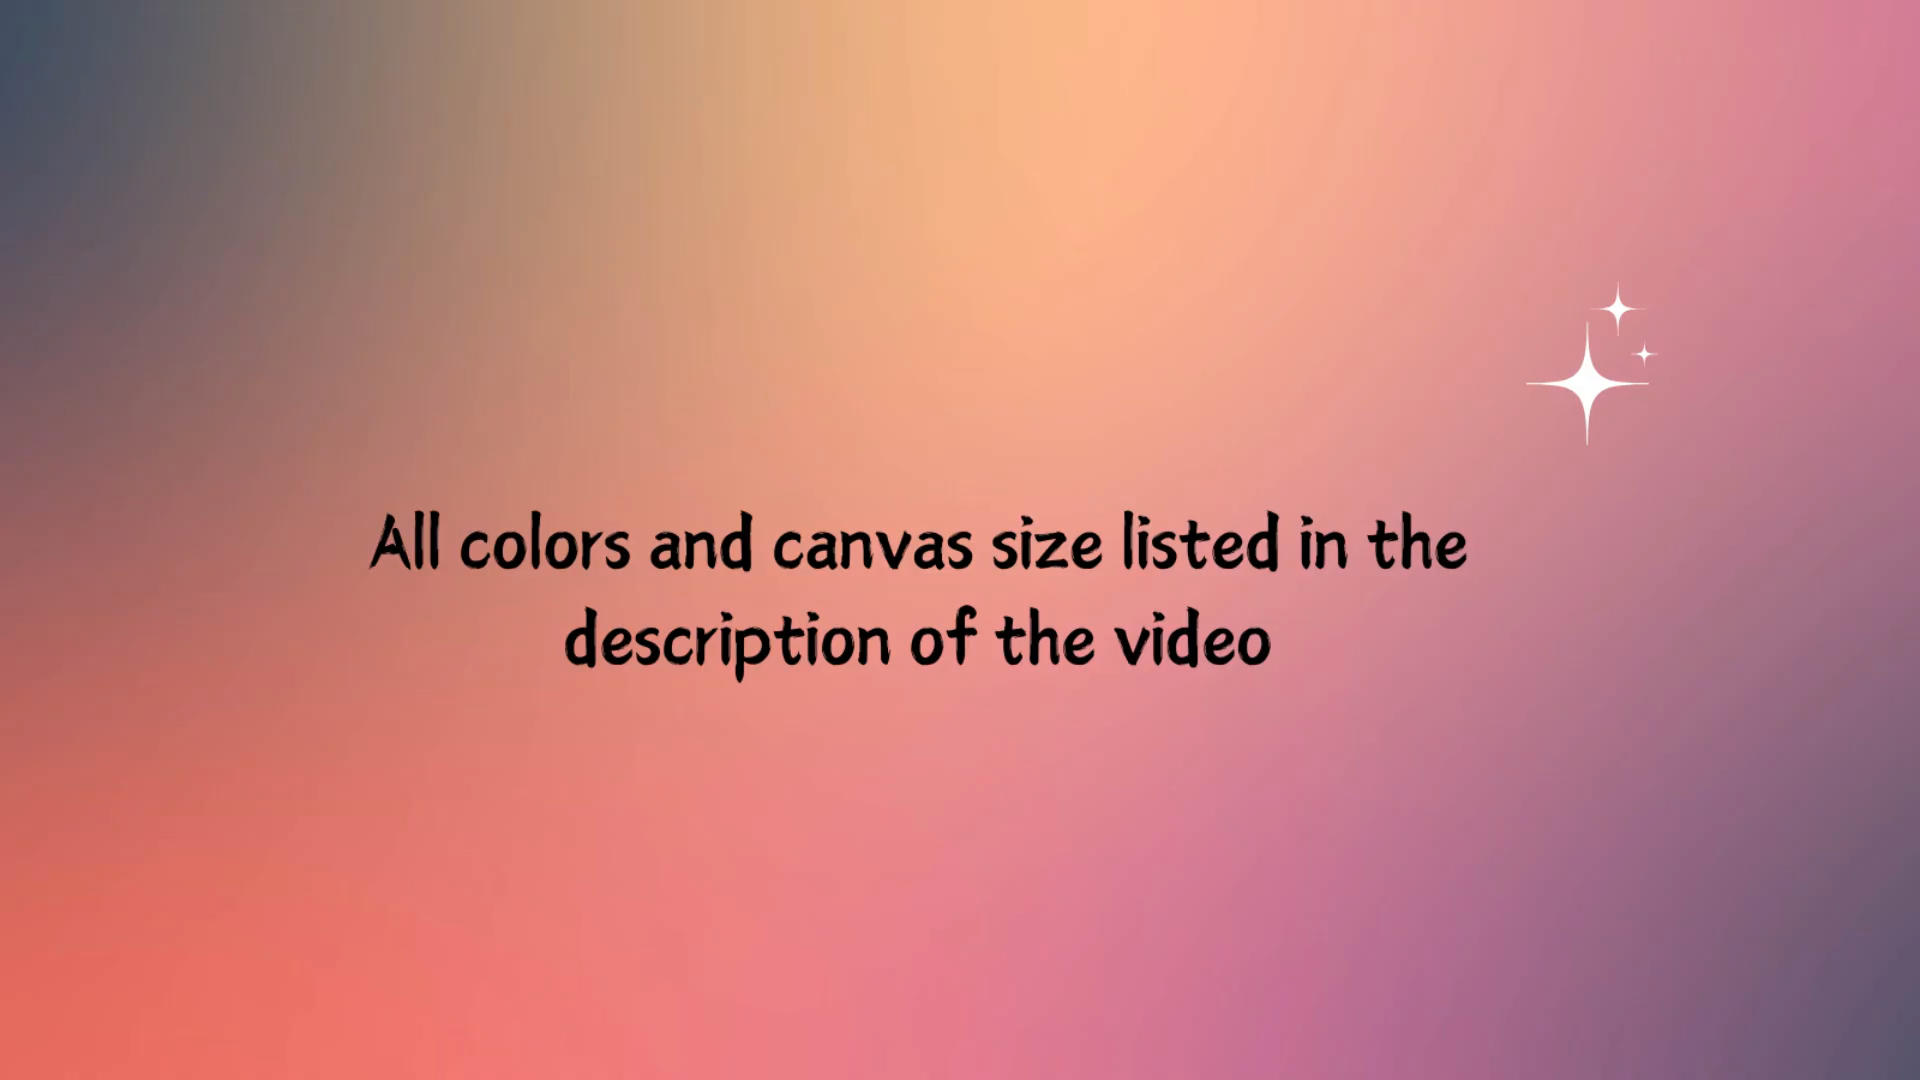 All colors and canvas size listed in the
description of the video